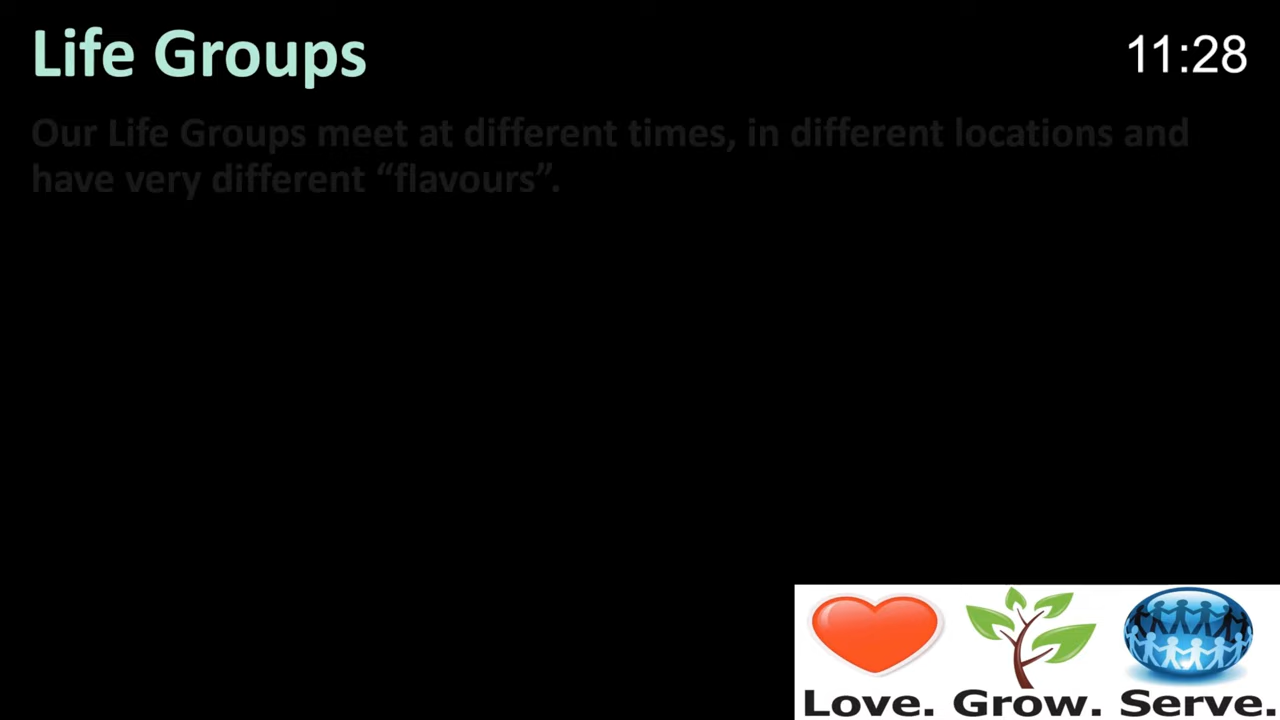 Life Groups
11:28
Our Life Groups meet at different times, in different locations and
have very different “flavours”.
Love. Grow. Serve.